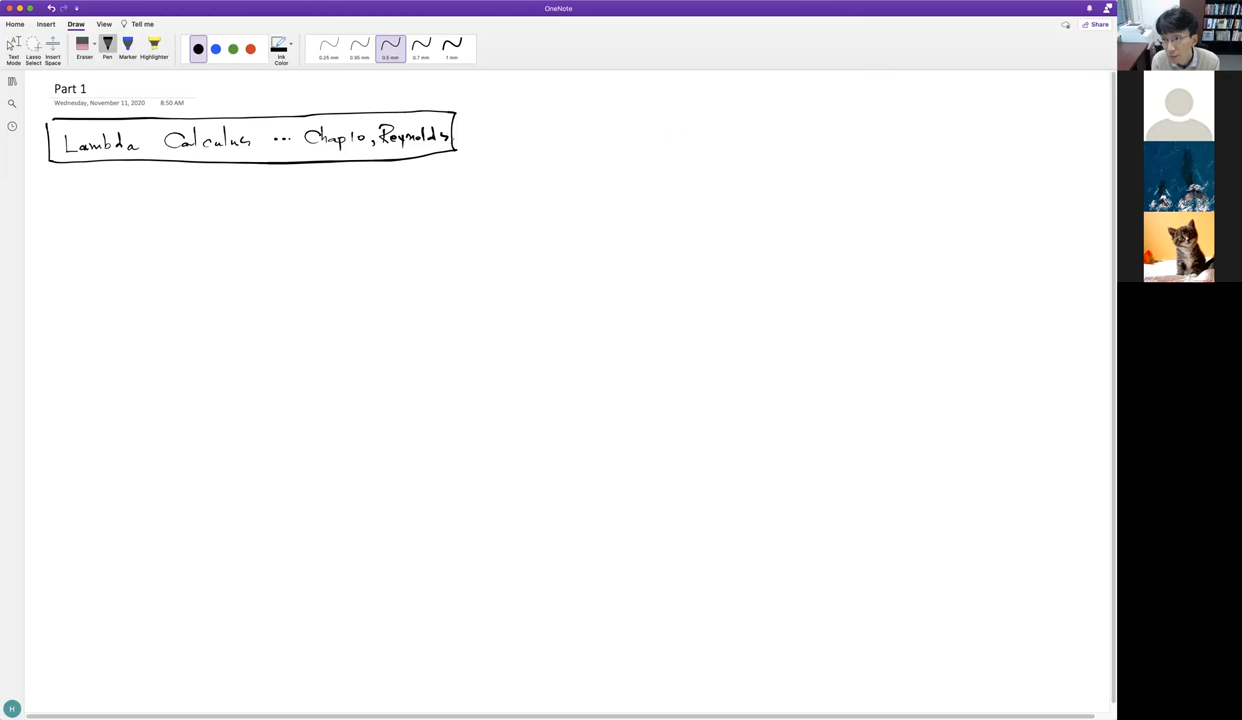 OneNote
Home Insert Draw View Tell me
Share
Text Mode
Lasso Select
Insert Space
Eraser
Pen
Marker
Highlighter
Ink Color
0.25 mm
0.35 mm
0.5 mm
0.7 mm
1 mm
Part 1
Wednesday, November 11, 2020 8:50 AM
Lambda Calculus ... Chap10, Reynolds
H